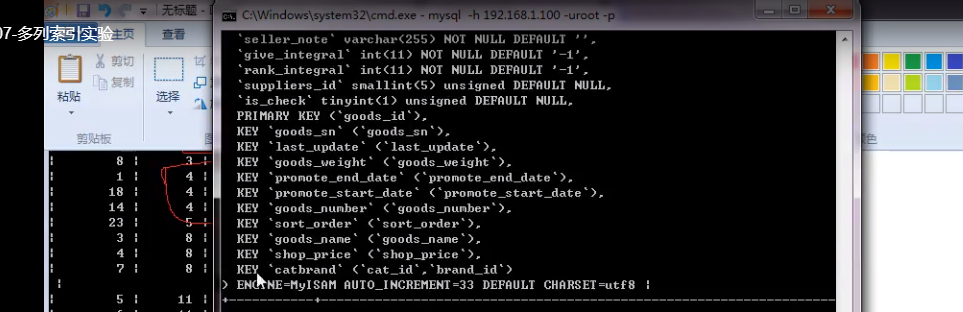 无标题 -
C:\Windows\system32\cmd.exe - mysql -h 192.168.1.100 -uroot -p
07-多列索引实验
主页
查看
剪切
复制
粘贴
选择
剪贴板
`seller_note` varchar(255) NOT NULL DEFAULT '',
`give_integral` int(11) NOT NULL DEFAULT '-1',
`rank_integral` int(11) NOT NULL DEFAULT '-1',
`suppliers_id` smallint(5) unsigned DEFAULT NULL,
`is_check` tinyint(1) unsigned DEFAULT NULL,
PRIMARY KEY (`goods_id`),
KEY `goods_sn` (`goods_sn`),
KEY `last_update` (`last_update`),
KEY `goods_weight` (`goods_weight`),
KEY `promote_end_date` (`promote_end_date`),
KEY `promote_start_date` (`promote_start_date`),
KEY `goods_number` (`goods_number`),
KEY `sort_order` (`sort_order`),
KEY `goods_name` (`goods_name`),
KEY `shop_price` (`shop_price`),
KEY `catbrand` (`cat_id`,`brand_id`)
) ENGINE=MyISAM AUTO_INCREMENT=33 DEFAULT CHARSET=utf8 |
| 8 | 3 |
| 1 | 4 |
| 18 | 4 |
| 14 | 4 |
| 23 | 5 |
| 3 | 8 |
| 4 | 8 |
| 7 | 8 |
|
| 5 | 11 |